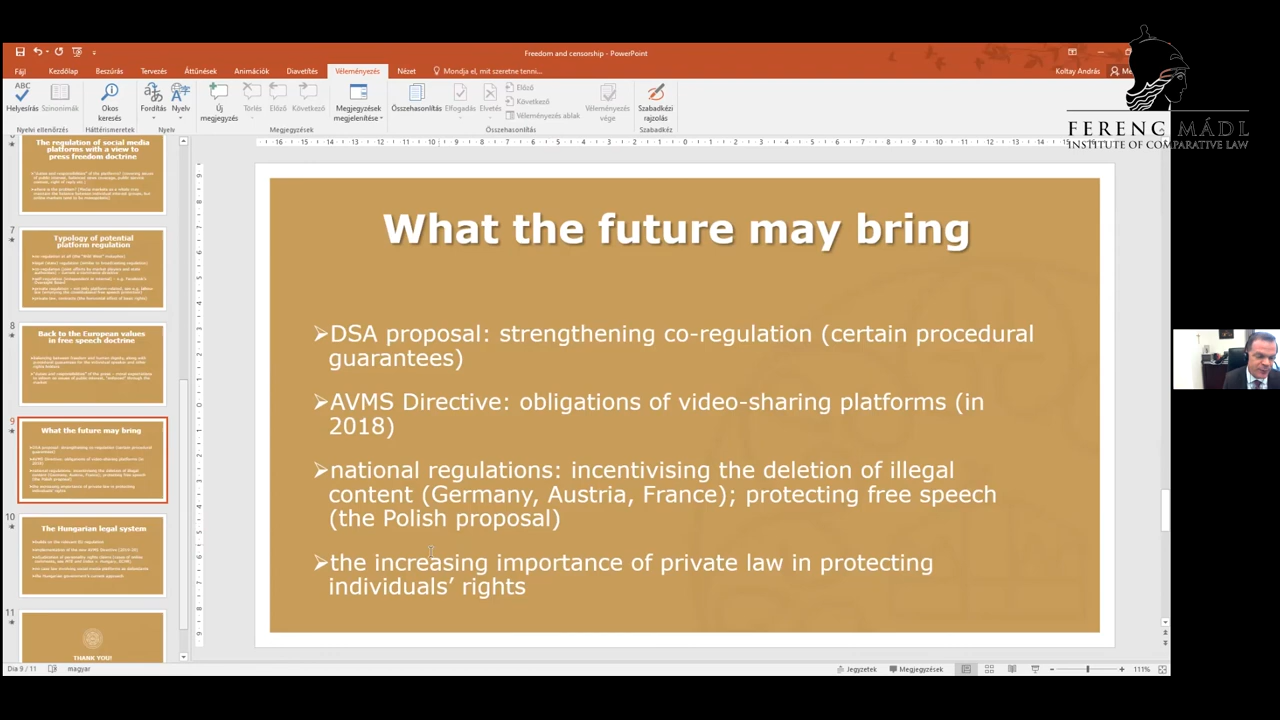 Freedom and censorship - PowerPoint
Fájl Kezdőlap Beszúrás Tervezés Áttűnések Animációk Diavetítés Véleményezés Nézet Mondja el, mit szeretne tenni... Koltay András
Helyesírás Szinonimák Okos keresés Fordítás Nyelv Új megjegyzés Törlés Előző Következő Megjegyzések megjelenítése Összehasonlítás Elfogadás Elvetés Előző Következő Véleményezés ablak Véleményezés vége Szabadkézi rajzolás
Nyelvi ellenőrzés Háttérismeretek Nyelv Megjegyzések Összehasonlítás Szabadkéz
FERENC MÁDL
INSTITUTE OF COMPARATIVE LAW
The regulation of social media
platforms with a view to
press freedom doctrine
7
Typology of potential
platform regulation
8
Back to the European values
in free speech doctrine
9
What the future may bring
10
The Hungarian legal system
11
THANK YOU!
What the future may bring
➢DSA proposal: strengthening co-regulation (certain procedural
guarantees)
➢AVMS Directive: obligations of video-sharing platforms (in
2018)
➢national regulations: incentivising the deletion of illegal
content (Germany, Austria, France); protecting free speech
(the Polish proposal)
➢the increasing importance of private law in protecting
individuals’ rights
Dia 9 / 11 magyar Jegyzetek Megjegyzések 111%